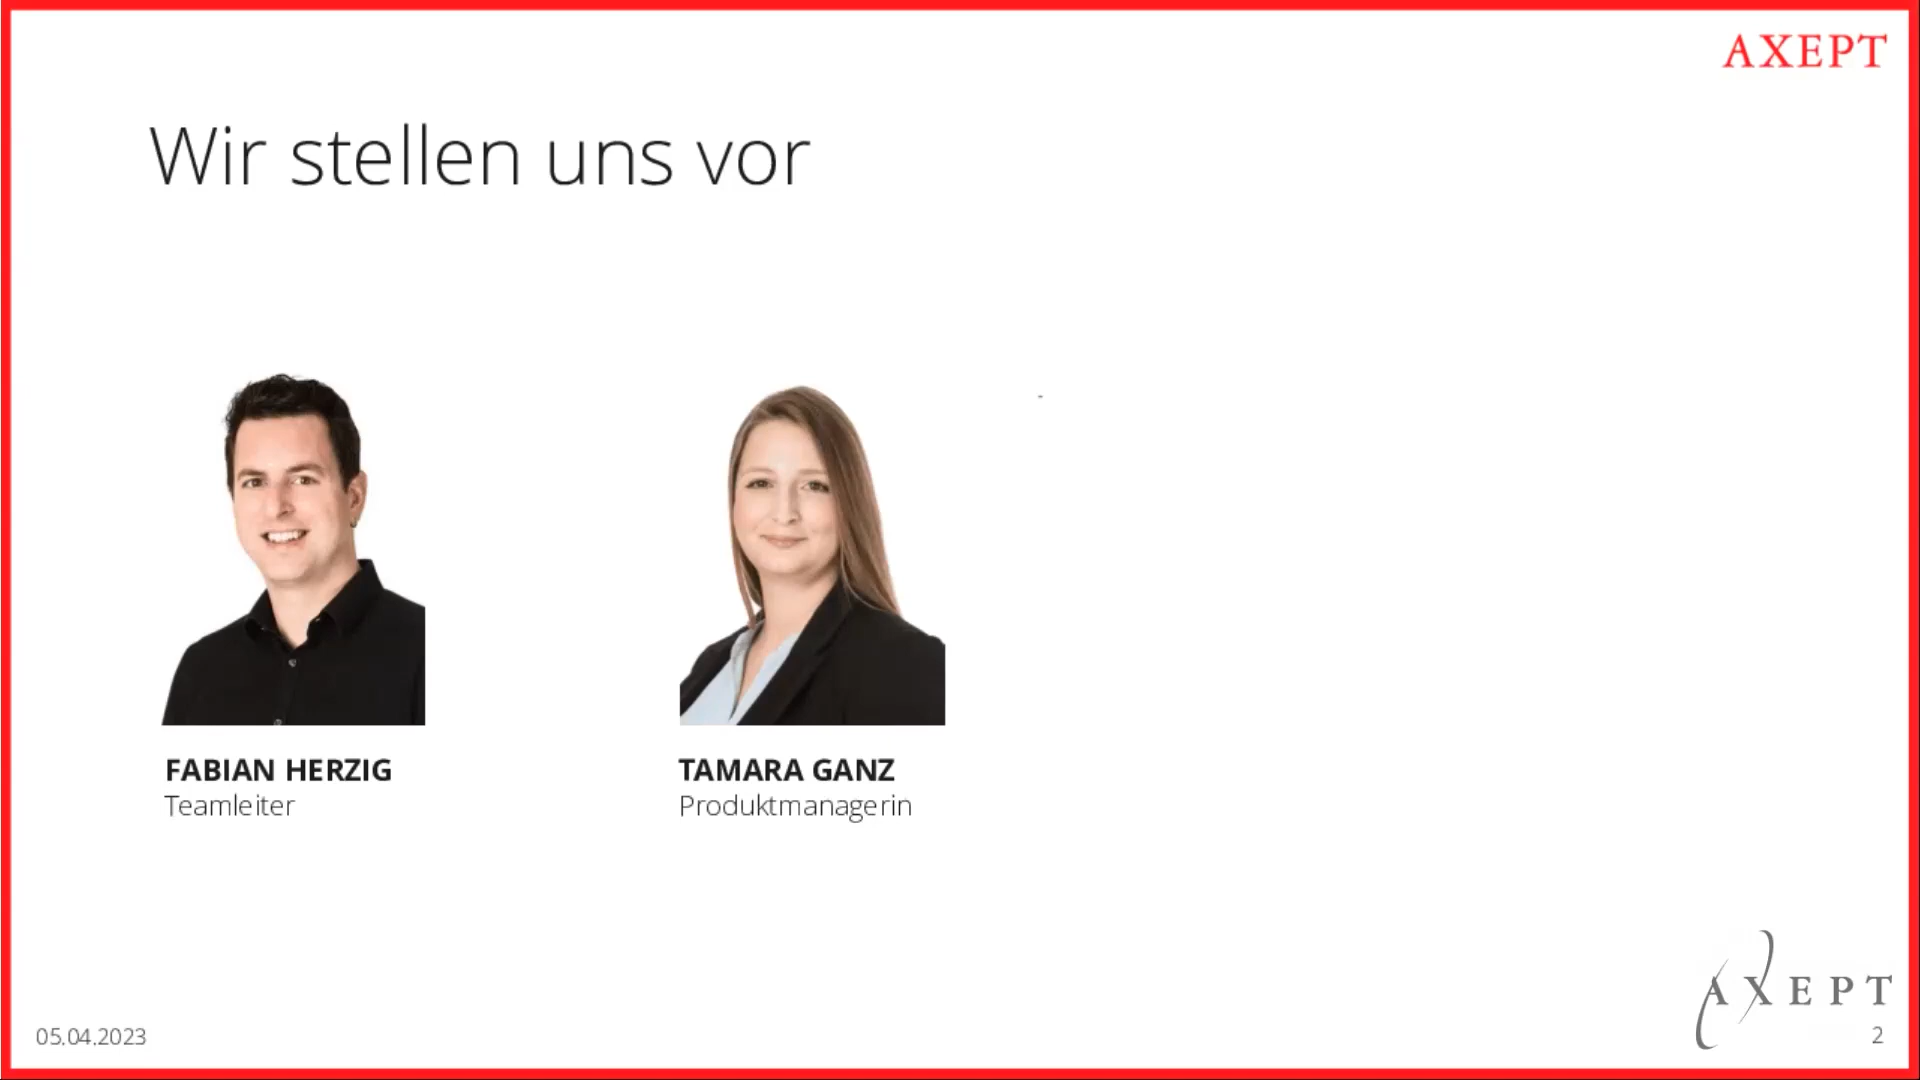 AXEPT
Wir stellen uns vor
FABIAN HERZIG
Teamleiter
TAMARA GANZ
Produktmanagerin
AXEPT
05.04.2023
2